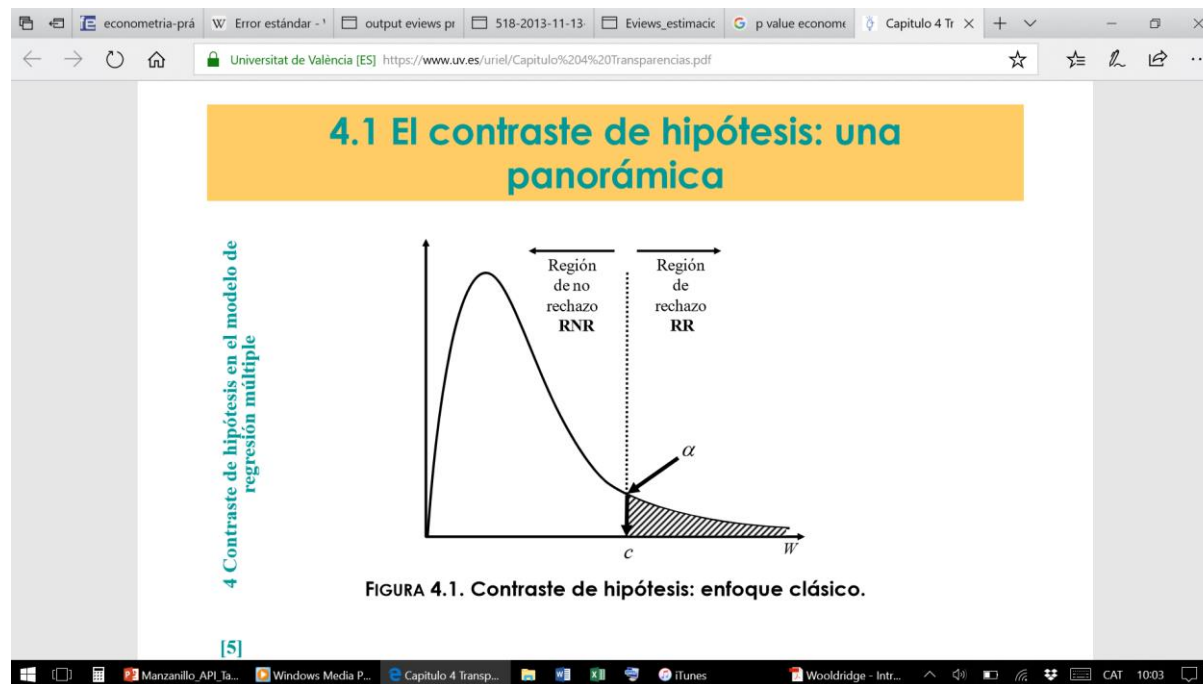 econometria-prá
Error estándar - 
output eviews pr
518-2013-11-13-
Eviews_estimacic
p value econome
Capitulo 4 Tr
Universitat de València [ES] https://www.uv.es/uriel/Capitulo%204%20Transparencias.pdf
4.1 El contraste de hipótesis: una
panorámica
4 Contraste de hipótesis en el modelo de
regresión múltiple
Región
de no
rechazo
RNR
Región
de
rechazo
RR
α
c
W
FIGURA 4.1. Contraste de hipótesis: enfoque clásico.
[5]
Manzanillo_API_Ta...
Windows Media P...
Capitulo 4 Transp...
iTunes
Wooldridge - Intr...
CAT
10:03